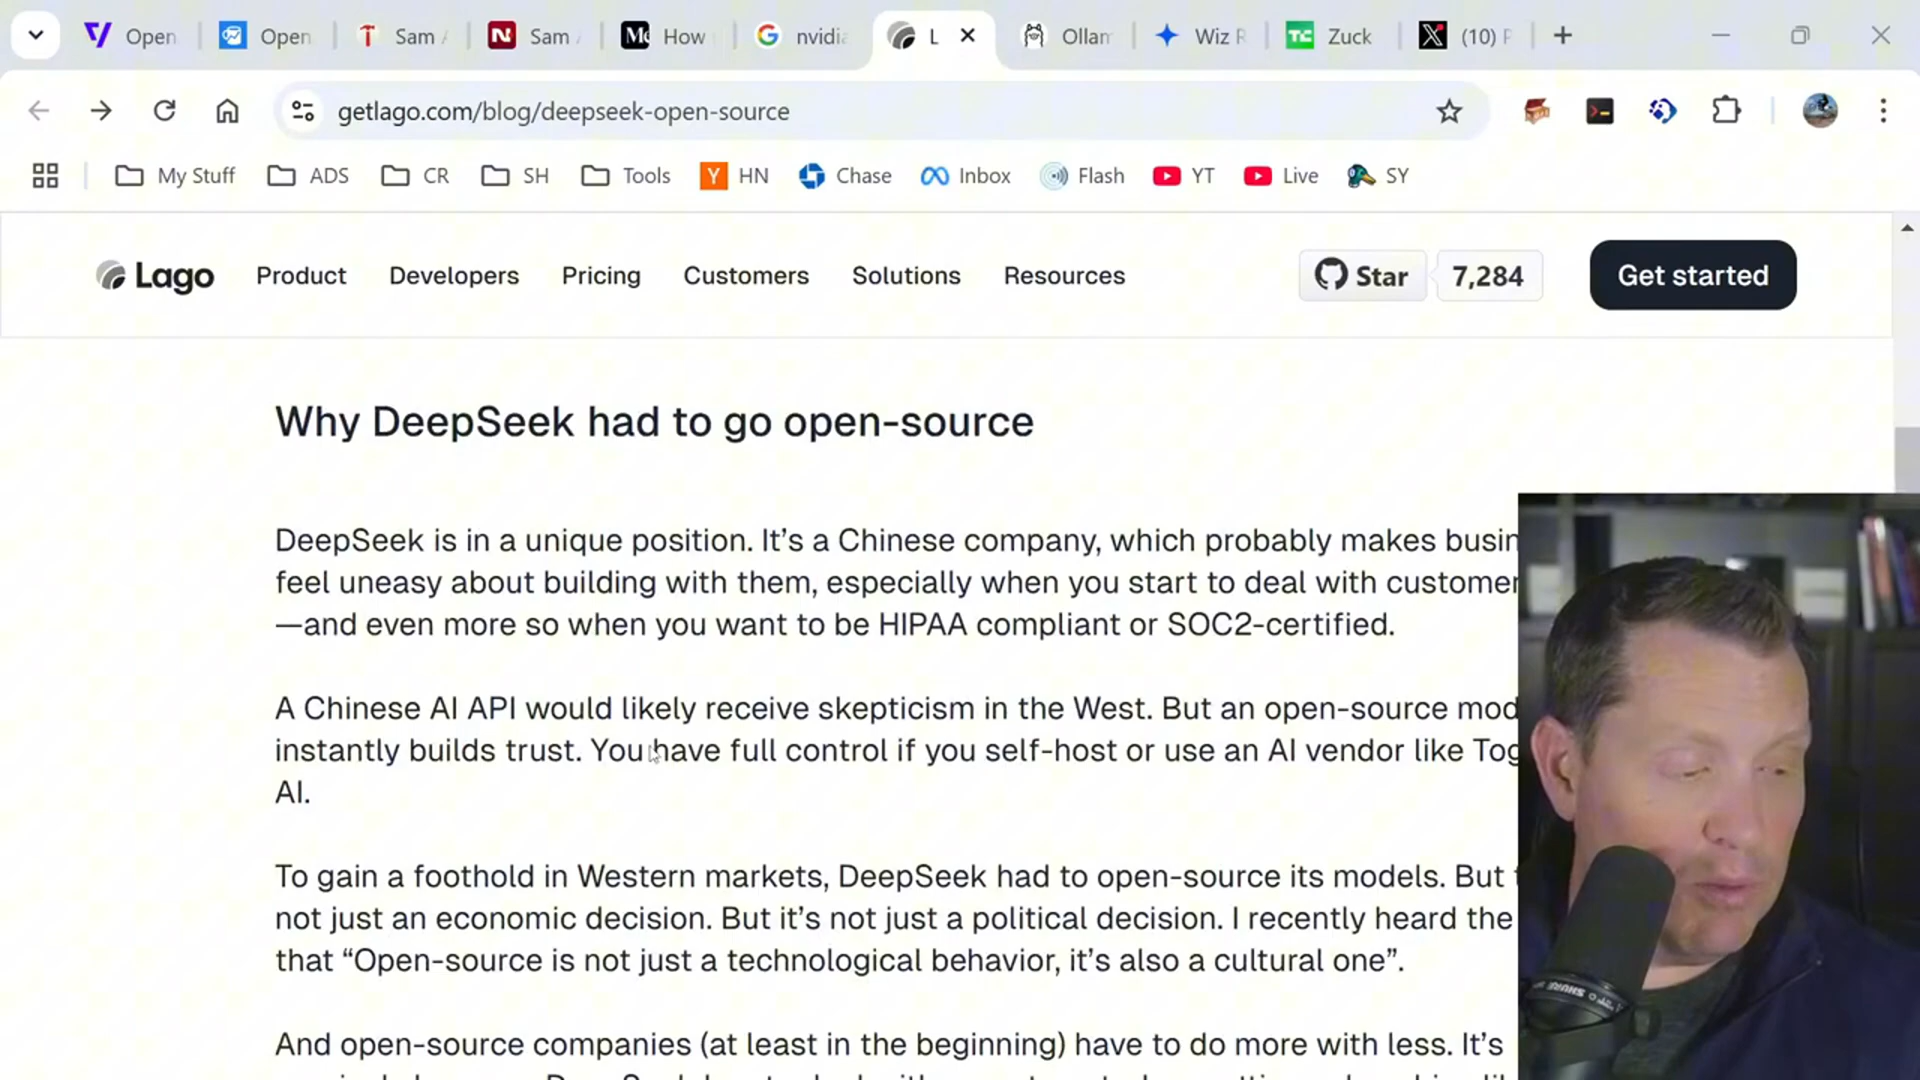 Open
Open
Sam
Sam
How
nvidia
L
Ollam
Wiz R
TC
Zuck
(10)
getlago.com/blog/deepseek-open-source
My Stuff
ADS
CR
SH
Tools
Y
HN
Chase
Inbox
Flash
YT
Live
SY
Lago
Product
Developers
Pricing
Customers
Solutions
Resources
Star
7,284
Get started
Why DeepSeek had to go open-source
DeepSeek is in a unique position. It’s a Chinese company, which probably makes busin
feel uneasy about building with them, especially when you start to deal with customer
—and even more so when you want to be HIPAA compliant or SOC2-certified.
A Chinese AI API would likely receive skepticism in the West. But an open-source mod
instantly builds trust. You have full control if you self-host or use an AI vendor like Tog
AI.
To gain a foothold in Western markets, DeepSeek had to open-source its models. But
not just an economic decision. But it’s not just a political decision. I recently heard the
that “Open-source is not just a technological behavior, it’s also a cultural one”.
And open-source companies (at least in the beginning) have to do more with less. It’s
SHURE